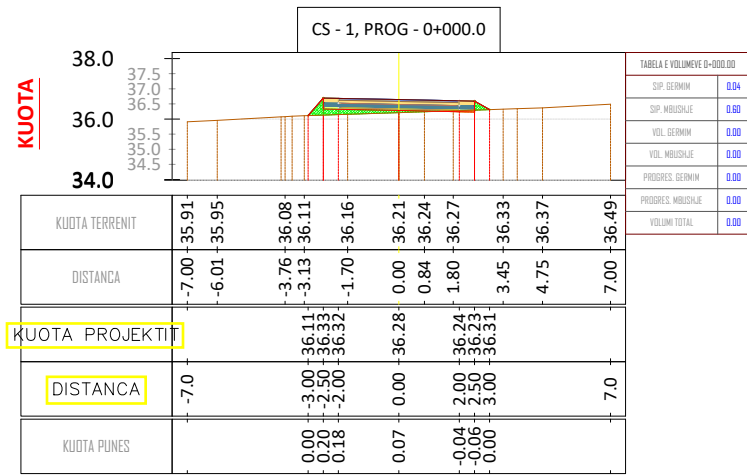 CS - 1, PROG - 0+000.0
KUOTA
38.0
37.5
37.0
36.5
36.0
35.5
35.0
34.5
34.0
TABELA E VOLUMEVE 0+000.00
SIP. GERMIM 0.04
SIP. MBUSHJE 0.60
VOL. GERMIM 0.00
VOL. MBUSHJE 0.00
PROGRES. GERMIM 0.00
PROGRES. MBUSHJE 0.00
VOLUMI TOTAL 0.00
KUOTA TERRENIT 35.91 35.95 36.08 36.11 36.16 36.21 36.24 36.27 36.33 36.37 36.49
DISTANCA -7.00 -6.01 -3.76 -3.13 -1.70 0.00 0.84 1.80 3.45 4.75 7.00
KUOTA PROJEKTIT 36.11 36.33 36.32 36.28 36.24 36.23 36.31
DISTANCA -7.0 -3.00 -2.50 -2.00 0.00 2.00 2.50 3.00 7.0
KUOTA PUNES 0.00 0.20 0.18 0.07 -0.04 -0.06 0.00